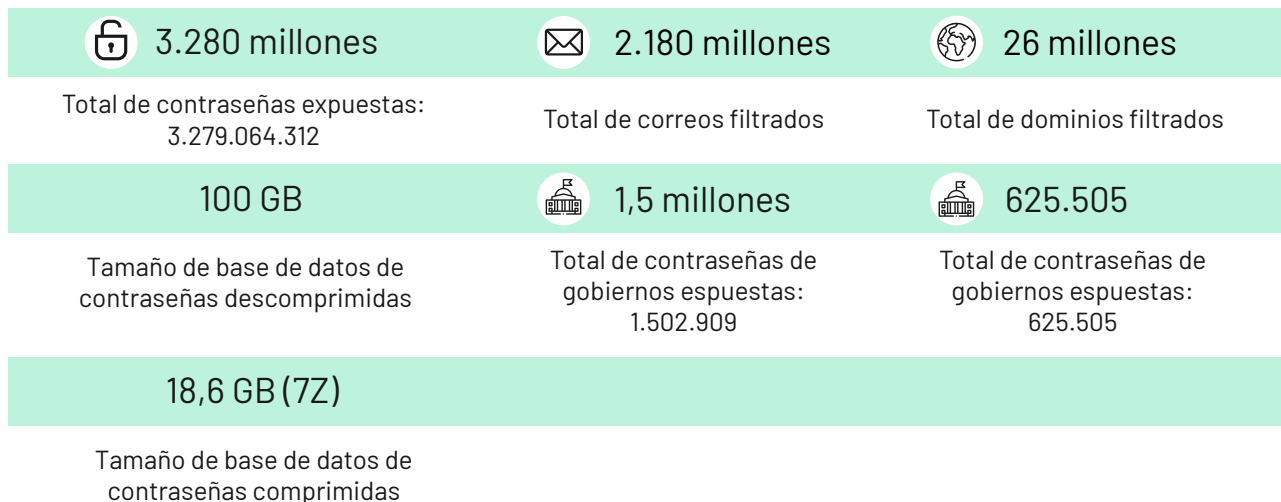 3.280 millones
2.180 millones
26 millones
Total de contraseñas expuestas:
3.279.064.312
Total de correos filtrados
Total de dominios filtrados
100 GB
1,5 millones
625.505
Tamaño de base de datos de
contraseñas descomprimidas
Total de contraseñas de
gobiernos espuestas:
1.502.909
Total de contraseñas de
gobiernos espuestas:
625.505
18,6 GB (7Z)
Tamaño de base de datos de
contraseñas comprimidas